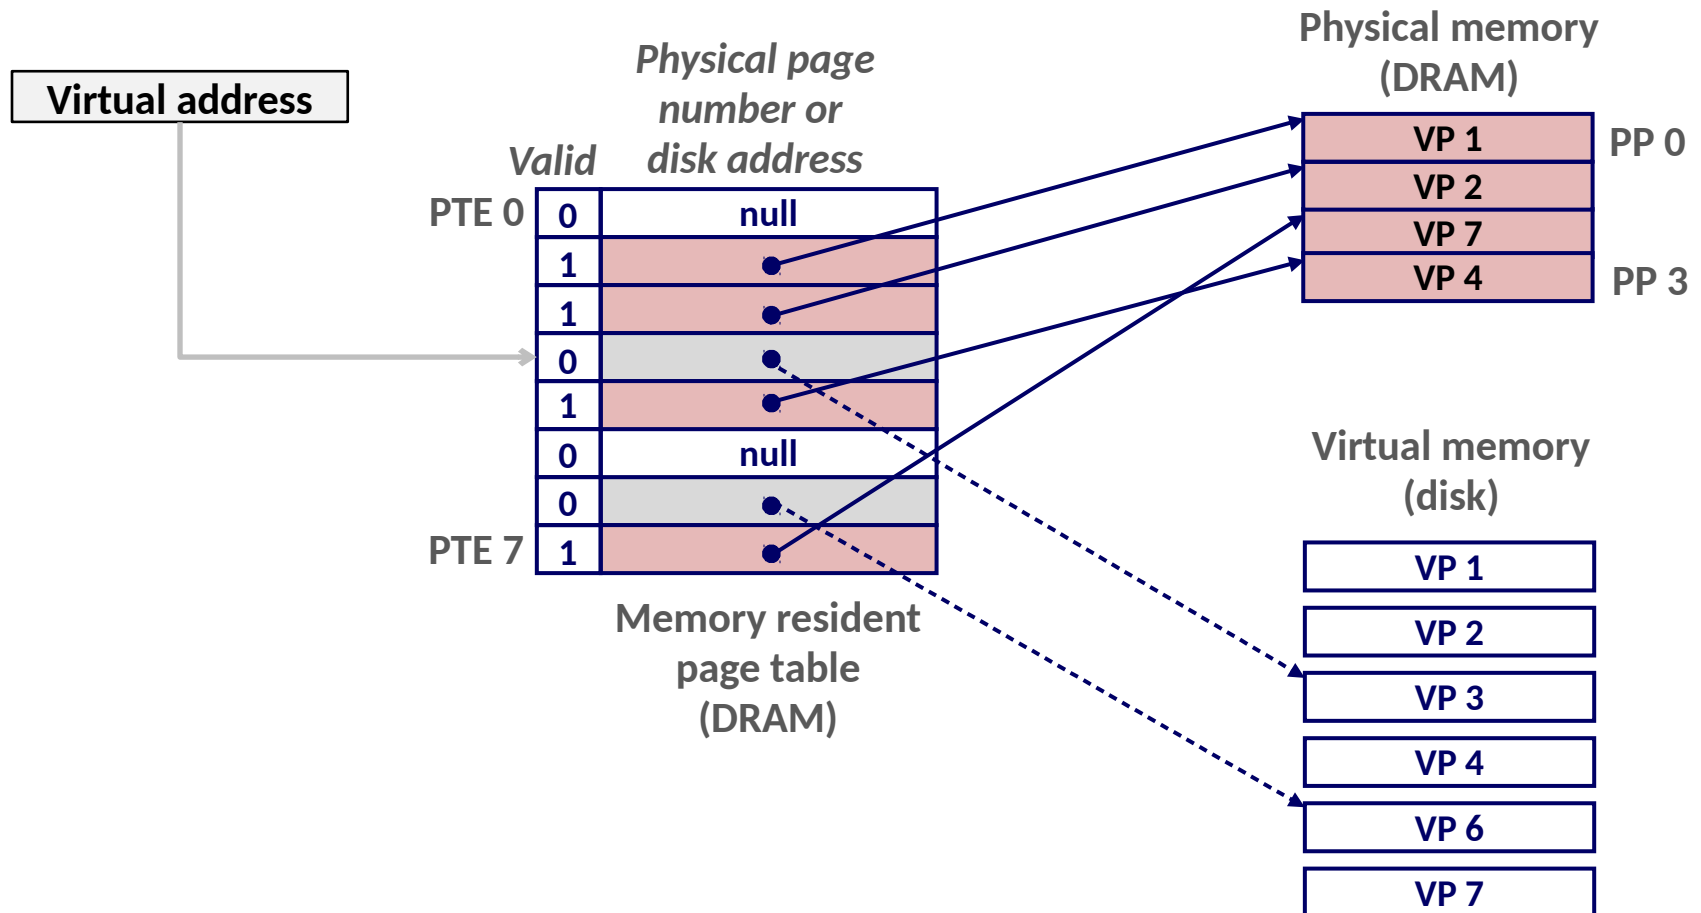 Virtual address
Physical page
number or
disk address
Valid
PTE 0
0
null
1
1
0
1
0
null
0
PTE 7
1
Memory resident
page table
(DRAM)
Physical memory
(DRAM)
VP 1
PP 0
VP 2
VP 7
VP 4
PP 3
Virtual memory
(disk)
VP 1
VP 2
VP 3
VP 4
VP 6
VP 7